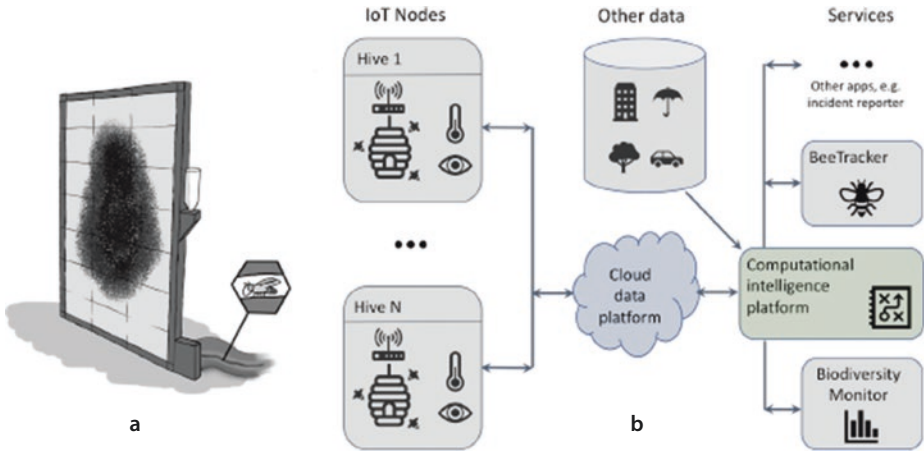 IoT Nodes
Other data
Services
Hive 1
Other apps, e.g.
incident reporter
BeeTracker
Cloud
data
platform
Computational
intelligence
platform
Hive N
Biodiversity
Monitor
a
b